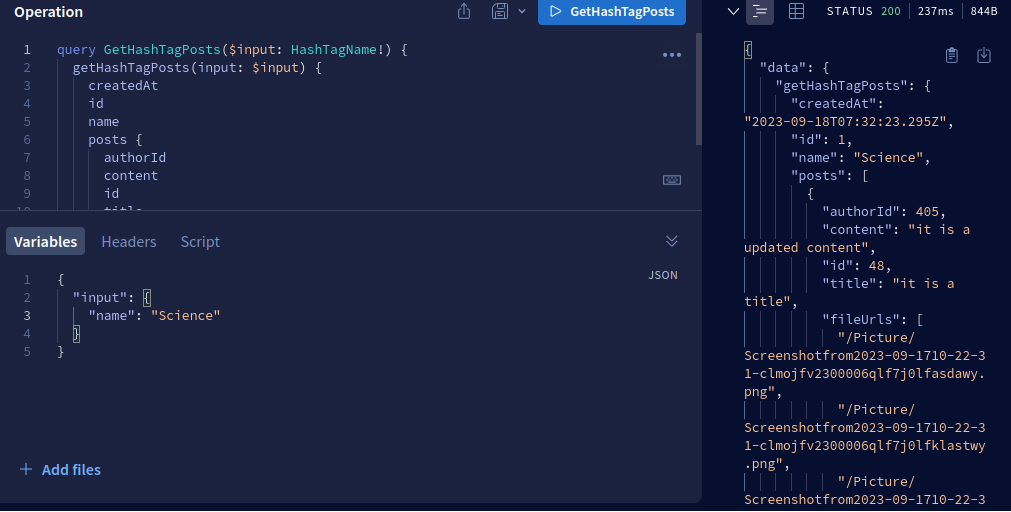 Operation
GetHashTagPosts
1 query GetHashTagPosts($input: HashTagName!) {
2 getHashTagPosts(input: $input) {
3 createdAt
4 id
5 name
6 posts {
7 authorId
8 content
9 id
10 title
Variables Headers Script
JSON
1 {
2 "input": {
3 "name": "Science"
4 }
5 }
+ Add files
STATUS 200 237ms 844B
{
"data": {
"getHashTagPosts": {
"createdAt":
"2023-09-18T07:32:23.295Z",
"id": 1,
"name": "Science",
"posts": [
{
"authorId": 405,
"content": "it is a
updated content",
"id": 48,
"title": "it is a
title",
"fileUrls": [
"/Picture/
Screenshotfrom2023-09-1710-22-3
1-clmojfv2300006qlf7j0lfasdawy.
png",
"/Picture/
Screenshotfrom2023-09-1710-22-3
1-clmojfv2300006qlf7j0lfklastwy
.png",
"/Picture/
Screenshotfrom2023-09-1710-22-3